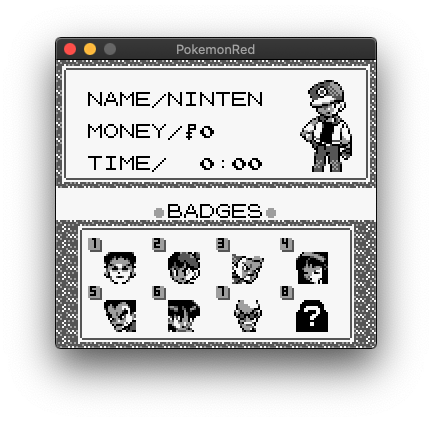 PokemonRed
NAME/NINTEN
MONEY/₽0
TIME/ 0:00
●BADGES●
1 2 3 4
5 6 7 8
?